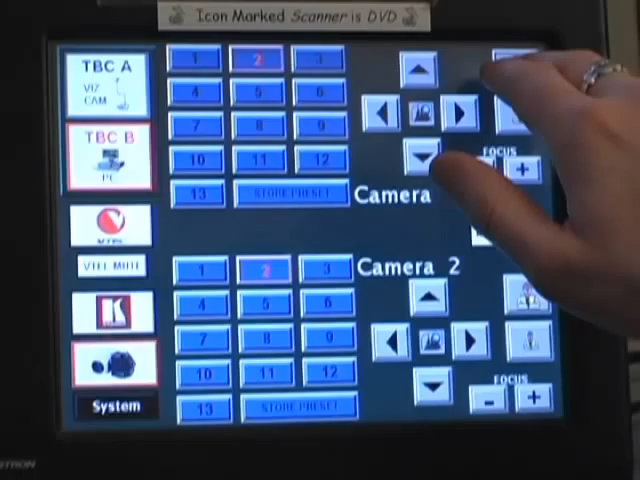 Icon Marked Scanner is DVD
TBC A
VIZ
CAM
TBC B
PC
1 2 3
4 5 6
7 8 9
10 11 12
13 STORE PRESET
Camera
FOCUS
+
VTEL MUTE
K
System
1 2 3
Camera 2
4 5 6
7 8 9
10 11 12
13 STORE PRESET
FOCUS
- +